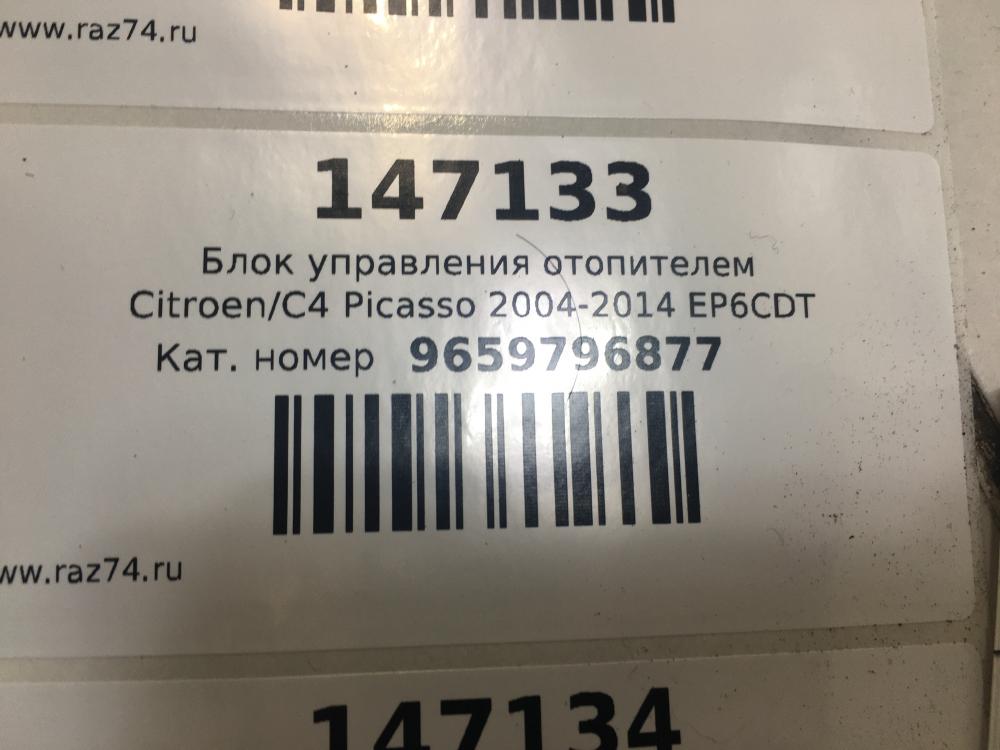 www.raz74.ru
147133
Блок управления отопителем
Citroen/C4 Picasso 2004-2014 EP6CDT
Кат. номер 9659796877
ww.raz74.ru
147134